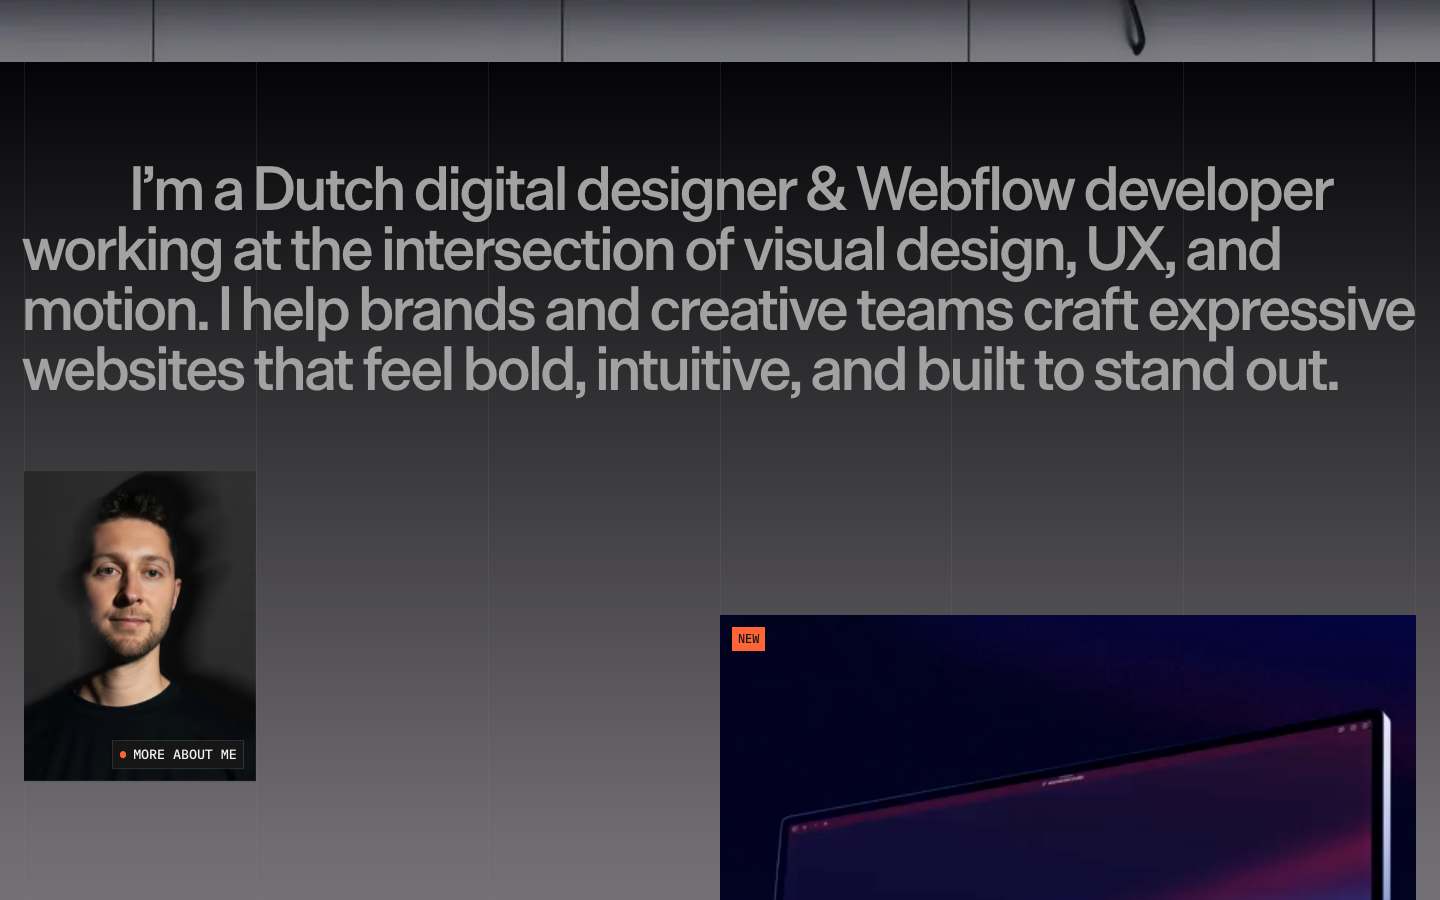 I’m a Dutch digital designer & Webflow developer
working at the intersection of visual design, UX, and
motion. I help brands and creative teams craft expressive
websites that feel bold, intuitive, and built to stand out.
NEW
MORE ABOUT ME